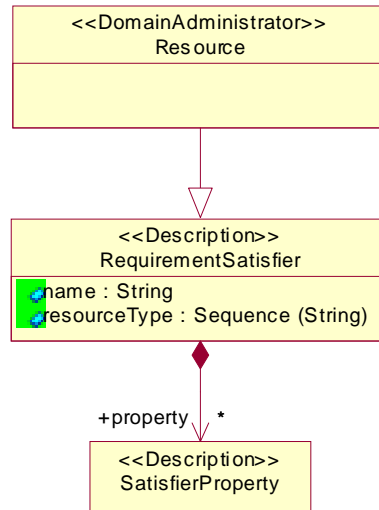 <<DomainAdministrator>>
Resource
<<Description>>
RequirementSatisfier
name : String
resourceType : Sequence (String)
+property *
<<Description>>
SatisfierProperty